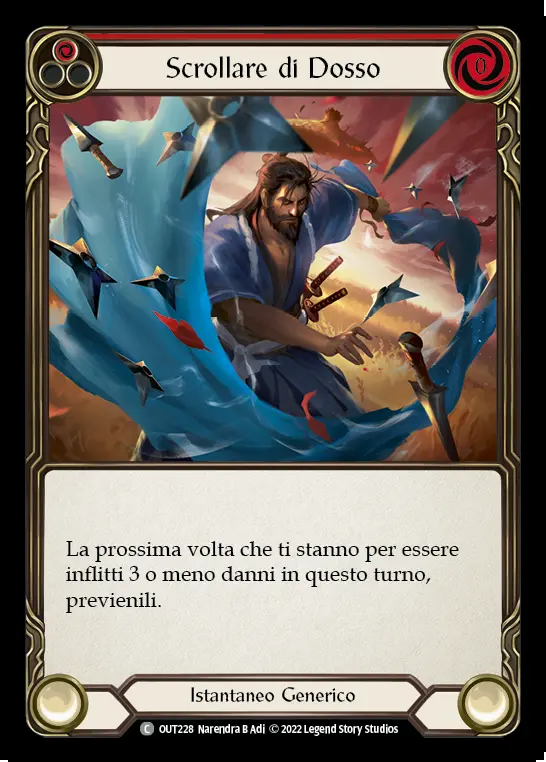 Scrollare di Dosso
0
La prossima volta che ti stanno per essere
inflitti 3 o meno danni in questo turno,
previenili.
Istantaneo Generico
C OUT228 Narendra B Adi © 2022 Legend Story Studios